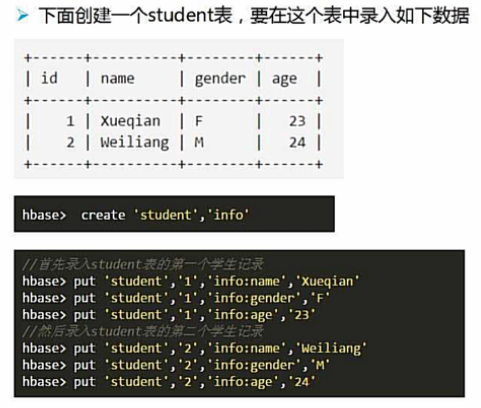 ➢ 下面创建一个student表，要在这个表中录入如下数据
+------+----------+--------+------+
| id   | name     | gender | age  |
+------+----------+--------+------+
|    1 | Xueqian  | F      |   23 |
|    2 | Weiliang | M      |   24 |
+------+----------+--------+------+
hbase>  create 'student','info'
//首先录入student表的第一个学生记录
hbase> put 'student','1','info:name','Xueqian'
hbase> put 'student','1','info:gender','F'
hbase> put 'student','1','info:age','23'
//然后录入student表的第二个学生记录
hbase> put 'student','2','info:name','Weiliang'
hbase> put 'student','2','info:gender','M'
hbase> put 'student','2','info:age','24'